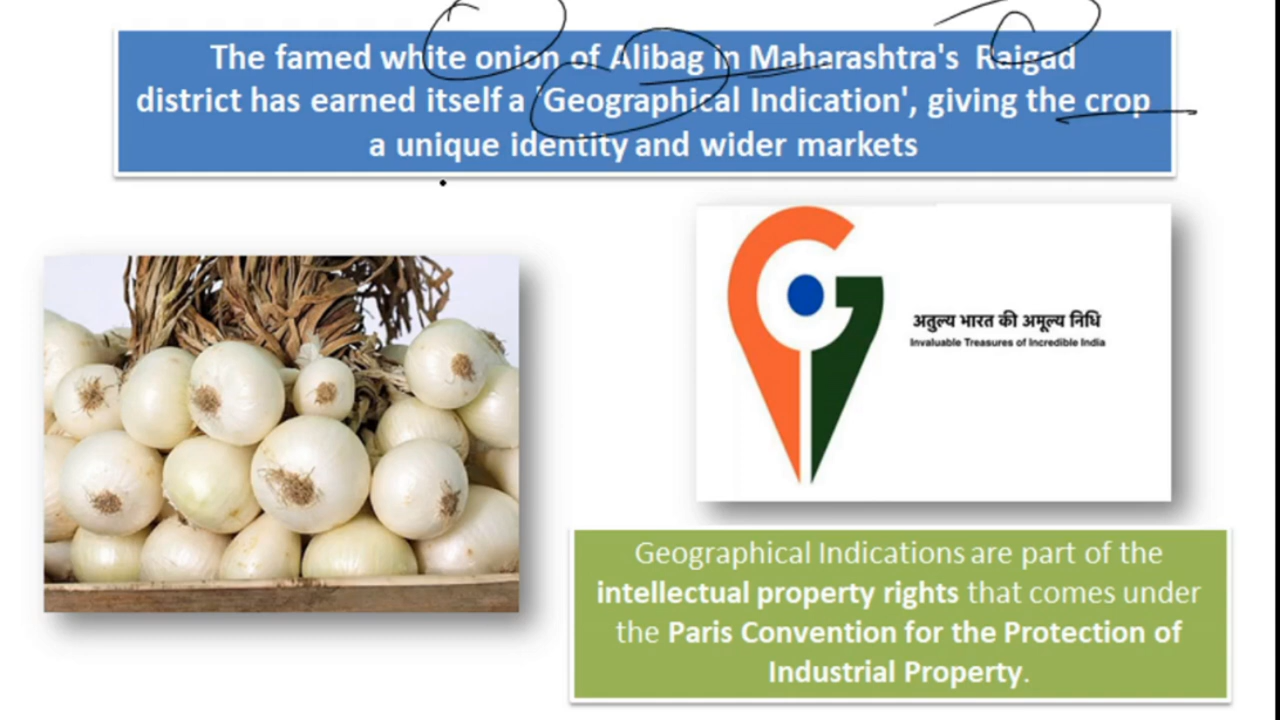 The famed white onion of Alibag in Maharashtra's Raigad
district has earned itself a 'Geographical Indication', giving the crop
a unique identity and wider markets
अतुल्य भारत की अमूल्य निधि
Invaluable Treasures of Incredible India
Geographical Indications are part of the
intellectual property rights that comes under
the Paris Convention for the Protection of
Industrial Property.